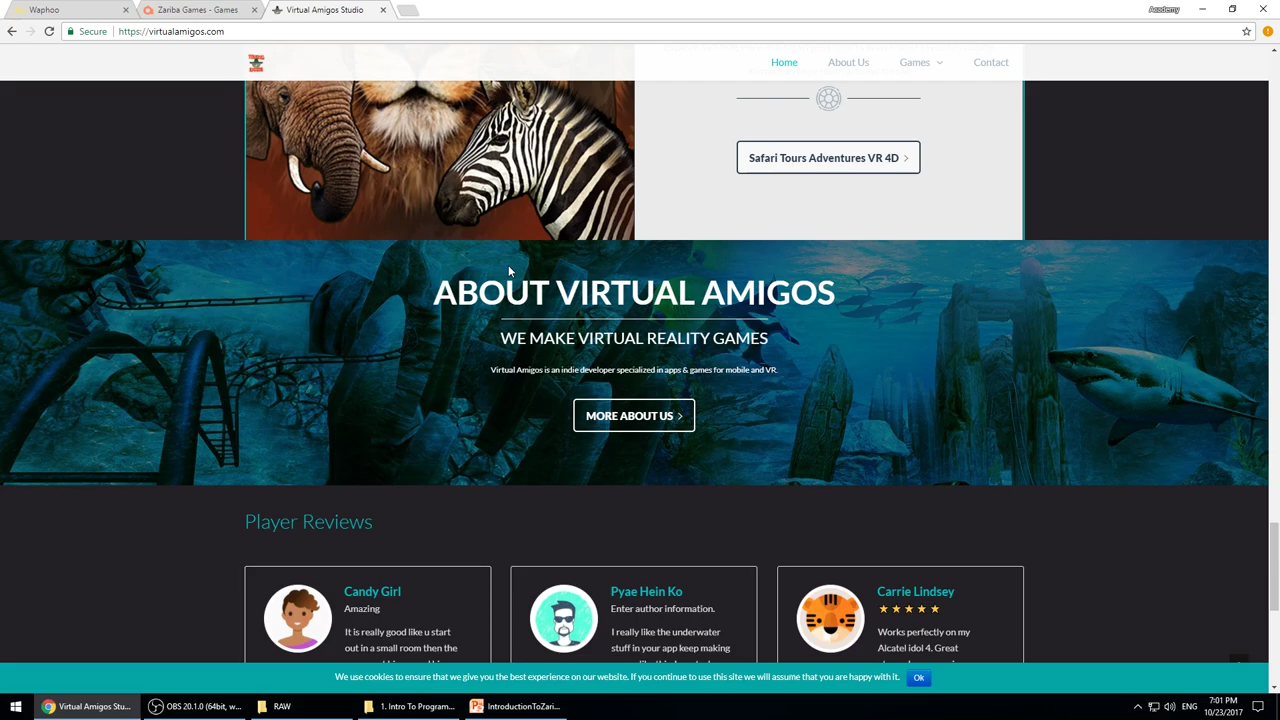 Waphoo
Zariba Games - Games
Virtual Amigos Studio
Academy
Secure
https://virtualamigos.com
Home
About Us
Games
Contact
Safari Tours Adventures VR 4D
ABOUT VIRTUAL AMIGOS
WE MAKE VIRTUAL REALITY GAMES
Virtual Amigos is an indie developer specialized in apps & games for mobile and VR.
MORE ABOUT US
Player Reviews
Candy Girl
Amazing
It is really good like u start
out in a small room then the
Pyae Hein Ko
Enter author information.
I really like the underwater
stuff in your app keep making
Carrie Lindsey
Works perfectly on my
Alcatel idol 4. Great
We use cookies to ensure that we give you the best experience on our website. If you continue to use this site we will assume that you are happy with it.
Ok
Virtual Amigos Stu...
OBS 20.1.0 (64bit, w...
RAW
1. Intro To Program...
IntroductionToZari...
ENG
7:01 PM
10/23/2017